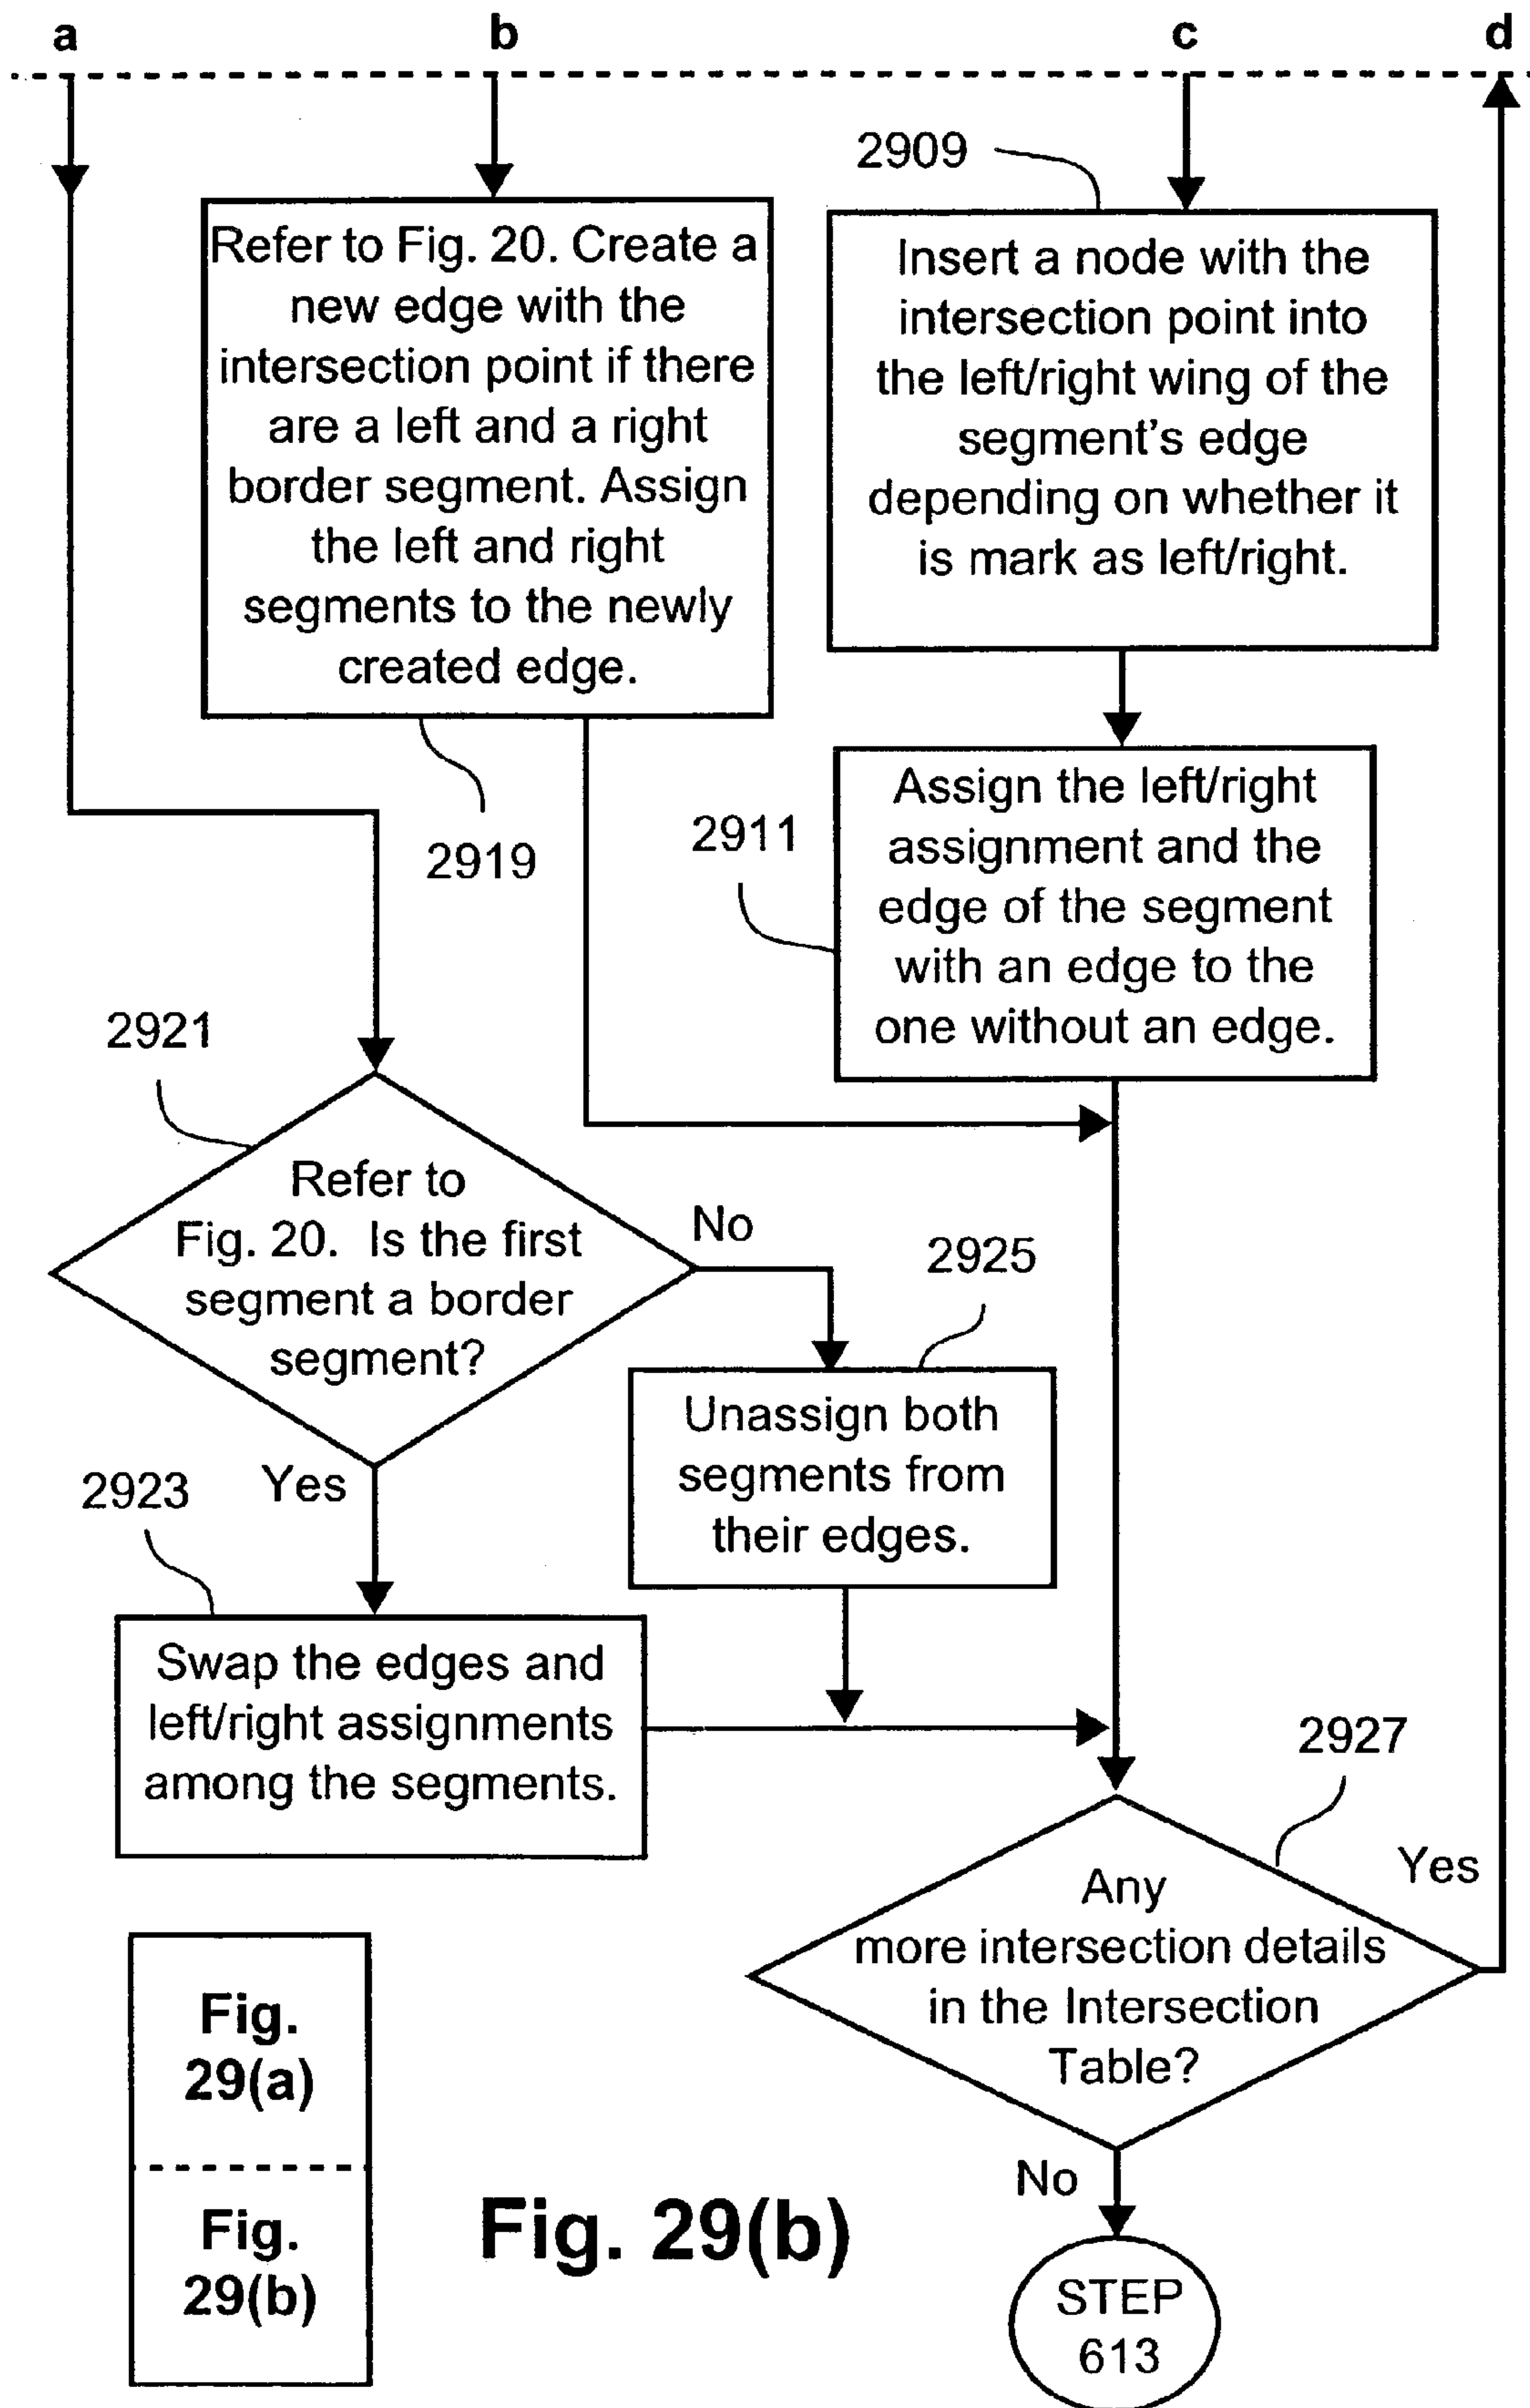 a
b
c
d
2909
Refer to Fig. 20. Create a
new edge with the
intersection point if there
are a left and a right
border segment. Assign
the left and right
segments to the newly
created edge.
Insert a node with the
intersection point into
the left/right wing of the
segment's edge
depending on whether it
is mark as left/right.
2919
2911
Assign the left/right
assignment and the
edge of the segment
with an edge to the
one without an edge.
2921
Refer to
Fig. 20. Is the first
segment a border
segment?
No
2925
Unassign both
segments from
their edges.
2923
Yes
Swap the edges and
left/right assignments
among the segments.
2927
Yes
Any
more intersection details
in the Intersection
Table?
No
STEP
613
Fig.
29(a)
Fig.
29(b)
Fig. 29(b)